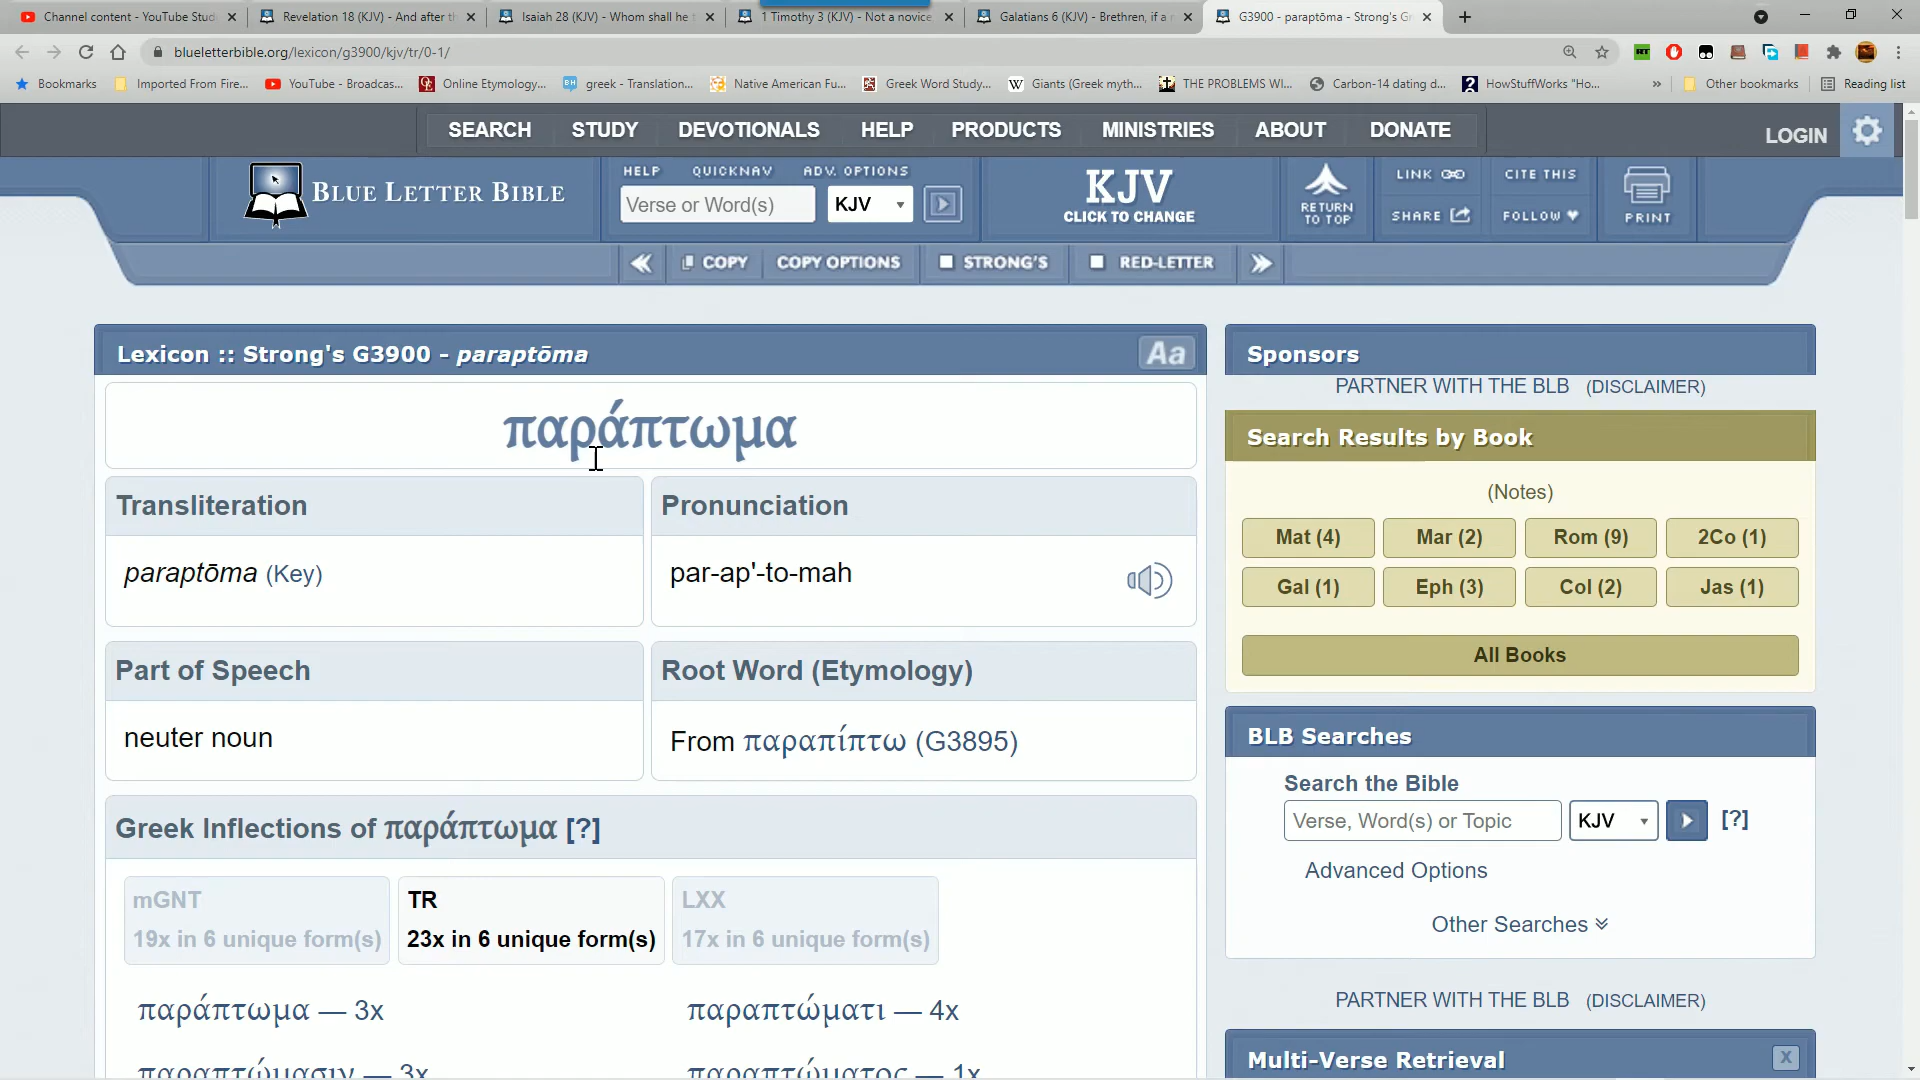 Channel content - YouTube Stud
Revelation 18 (KJV) - And after th
Isaiah 28 (KJV) - Whom shall he t
1 Timothy 3 (KJV) - Not a novice,
Galatians 6 (KJV) - Brethren, if a r
G3900 - paraptōma - Strong's Gr
blueletterbible.org/lexicon/g3900/kjv/tr/0-1/
Bookmarks
Imported From Fire...
YouTube - Broadcas...
Online Etymology...
greek - Translation...
Native American Fu...
Greek Word Study...
Giants (Greek myth...
THE PROBLEMS WI...
Carbon-14 dating d...
HowStuffWorks "Ho...
Other bookmarks
Reading list
SEARCH STUDY DEVOTIONALS HELP PRODUCTS MINISTRIES ABOUT DONATE
LOGIN
BLUE LETTER BIBLE
HELP QUICKNAV ADV. OPTIONS
Verse or Word(s)
KJV
KJV
CLICK TO CHANGE
RETURN
TO TOP
LINK
CITE THIS
SHARE
FOLLOW
PRINT
COPY
COPY OPTIONS
STRONG'S
RED-LETTER
Lexicon :: Strong's G3900 - paraptōma
Aa
παράπτωμα
Transliteration
paraptōma (Key)
Pronunciation
par-ap'-to-mah
Part of Speech
neuter noun
Root Word (Etymology)
From παραπίπτω (G3895)
Greek Inflections of παράπτωμα [?]
mGNT
19x in 6 unique form(s)
TR
23x in 6 unique form(s)
LXX
17x in 6 unique form(s)
παράπτωμα — 3x
παραπτώματι — 4x
παραπτώμασιν — 3x
παραπτώματος — 1x
Sponsors
PARTNER WITH THE BLB (DISCLAIMER)
Search Results by Book
(Notes)
Mat (4) Mar (2) Rom (9) 2Co (1)
Gal (1) Eph (3) Col (2) Jas (1)
All Books
BLB Searches
Search the Bible
Verse, Word(s) or Topic
KJV
[?]
Advanced Options
Other Searches
PARTNER WITH THE BLB (DISCLAIMER)
Multi-Verse Retrieval
X